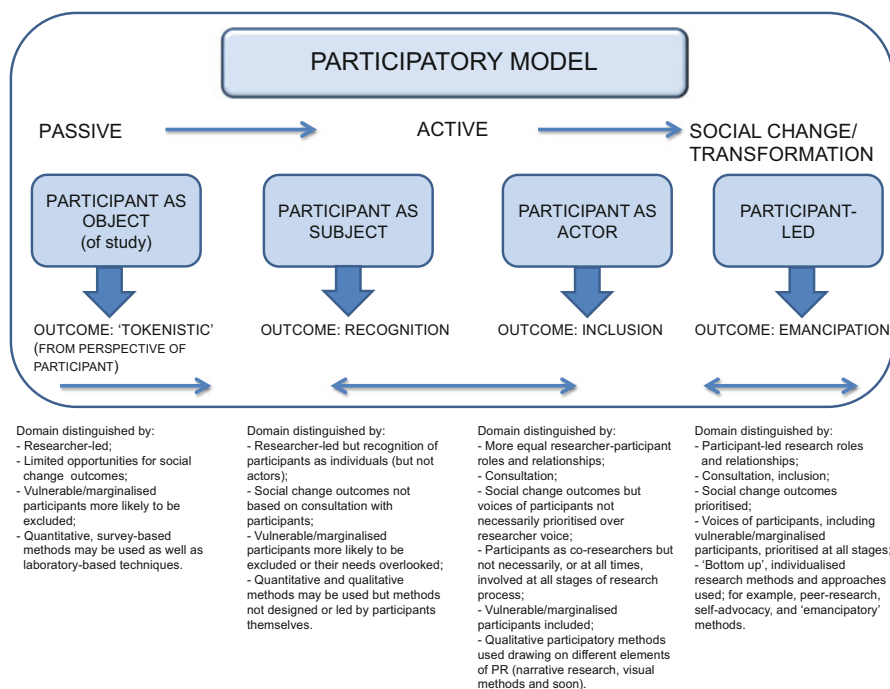 PARTICIPATORY MODEL
PASSIVE
ACTIVE
SOCIAL CHANGE/
TRANSFORMATION
PARTICIPANT AS
OBJECT
(of study)
PARTICIPANT AS
SUBJECT
PARTICIPANT AS
ACTOR
PARTICIPANT-
LED
OUTCOME: ‘TOKENISTIC’
(FROM PERSPECTIVE OF
PARTICIPANT)
OUTCOME: RECOGNITION
OUTCOME: INCLUSION
OUTCOME: EMANCIPATION
Domain distinguished by:
- Researcher-led;
- Limited opportunities for social
change outcomes;
- Vulnerable/marginalised
participants more likely to be
excluded;
- Quantitative, survey-based
methods may be used as well as
laboratory-based techniques.
Domain distinguished by:
- Researcher-led but recognition of
participants as individuals (but not
actors);
- Social change outcomes not
based on consultation with
participants;
- Vulnerable/marginalised
participants more likely to be
excluded or their needs overlooked;
- Quantitative and qualitative
methods may be used but methods
not designed or led by participants
themselves.
Domain distinguished by:
- More equal researcher-participant
roles and relationships;
- Consultation;
- Social change outcomes but
voices of participants not
necessarily prioritised over
researcher voice;
- Participants as co-researchers but
not necessarily, or at all times,
involved at all stages of research
process;
- Vulnerable/marginalised
participants included;
- Qualitative participatory methods
used drawing on different elements
of PR (narrative research, visual
methods and soon).
Domain distinguished by:
- Participant-led research roles
and relationships;
- Consultation, inclusion;
- Social change outcomes
prioritised;
- Voices of participants, including
vulnerable/marginalised
participants, prioritised at all stages;
- ‘Bottom up’, individualised
research methods and approaches
used; for example, peer-research,
self-advocacy, and ‘emancipatory’
methods.